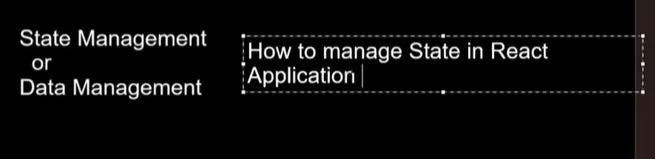 State Management
or
Data Management
How to manage State in React
Application